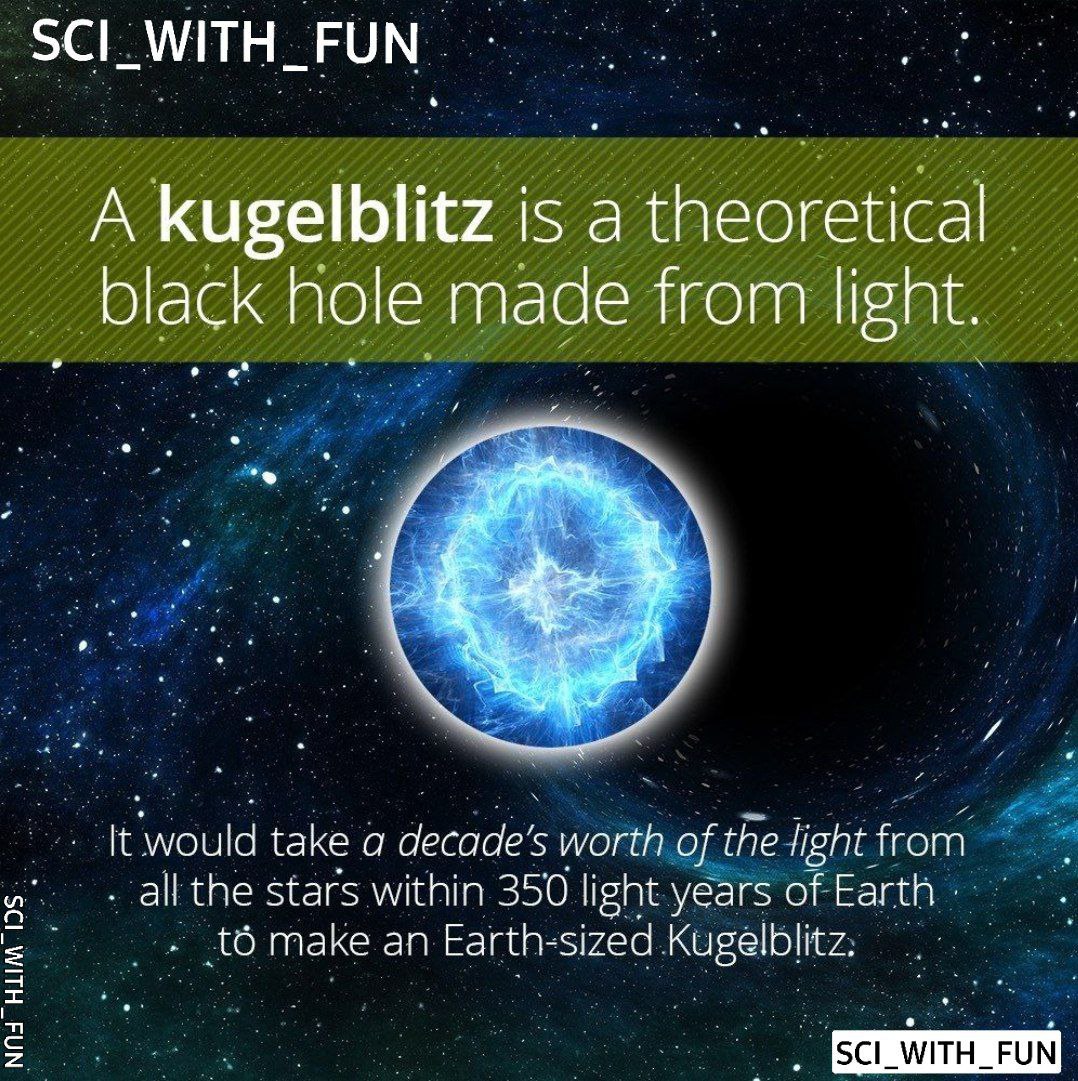 SCI_WITH_FUN
A kugelblitz is a theoretical
black hole made from light.
It would take a decade's worth of the light from
all the stars within 350 light years of Earth
to make an Earth-sized Kugelblitz.
SCI_WITH_FUN
SCI_WITH_FUN